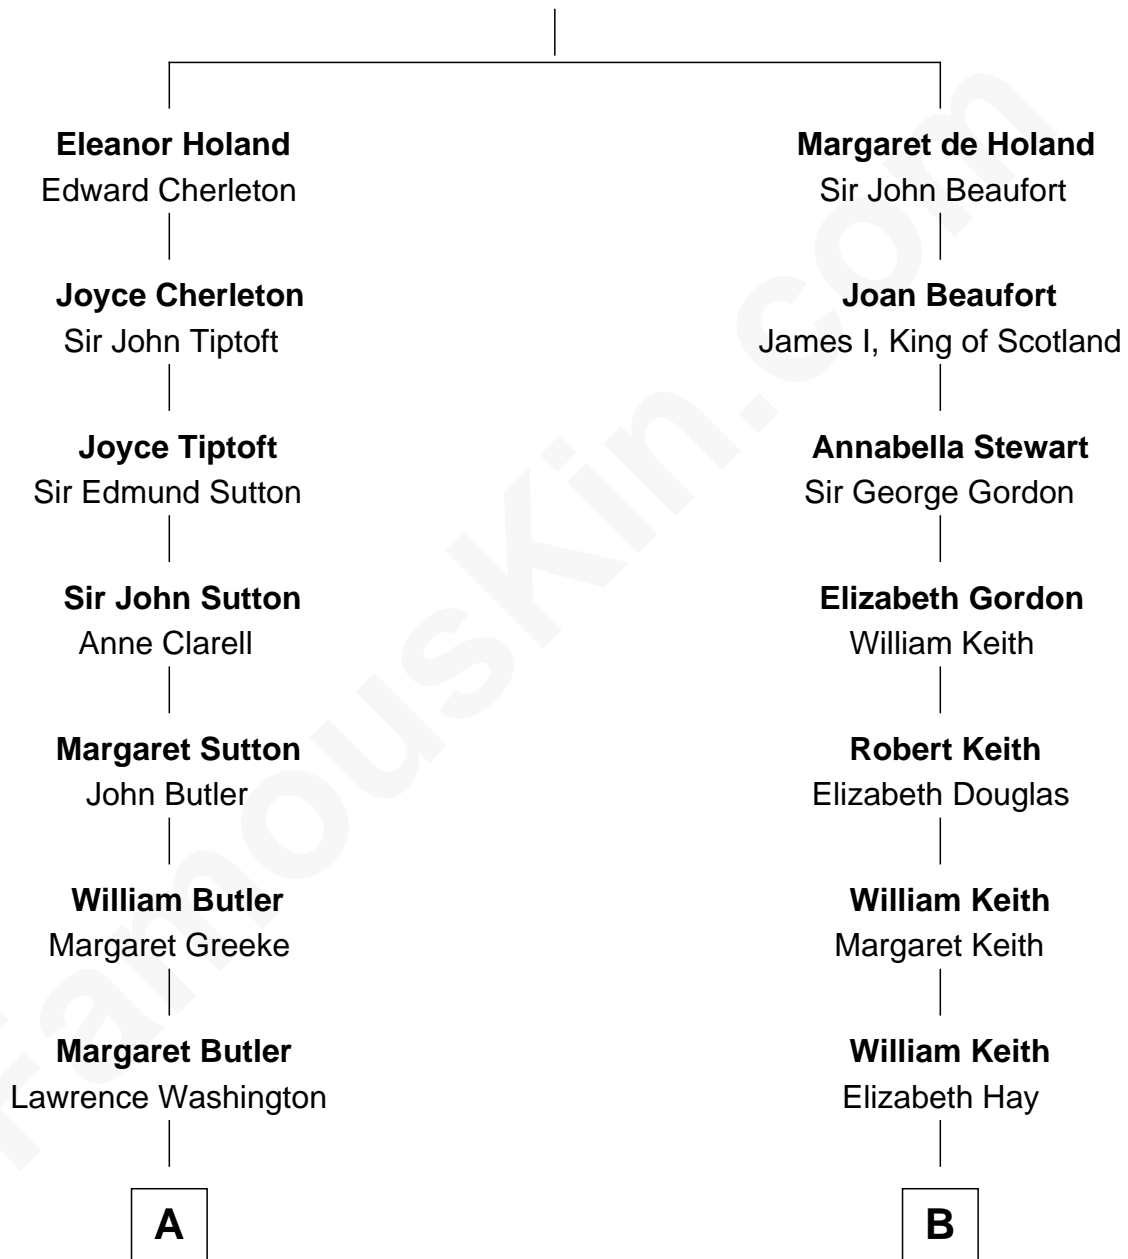 Eleanor Holand
Edward Cherleton
Joyce Cherleton
Sir John Tiptoft
Joyce Tiptoft
Sir Edmund Sutton
Sir John Sutton
Anne Clarell
Margaret Sutton
John Butler
William Butler
Margaret Greeke
Margaret Butler
Lawrence Washington
A
Margaret de Holand
Sir John Beaufort
Joan Beaufort
James I, King of Scotland
Annabella Stewart
Sir George Gordon
Elizabeth Gordon
William Keith
Robert Keith
Elizabeth Douglas
William Keith
Margaret Keith
William Keith
Elizabeth Hay
B
FamousKin.com